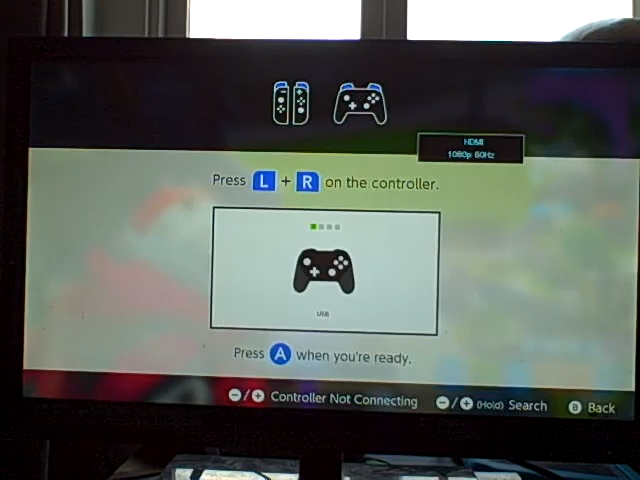 HDMI
1080p 60Hz
Press L + R on the controller.
USB
Press A when you're ready.
−/+ Controller Not Connecting −/+ (Hold) Search B Back